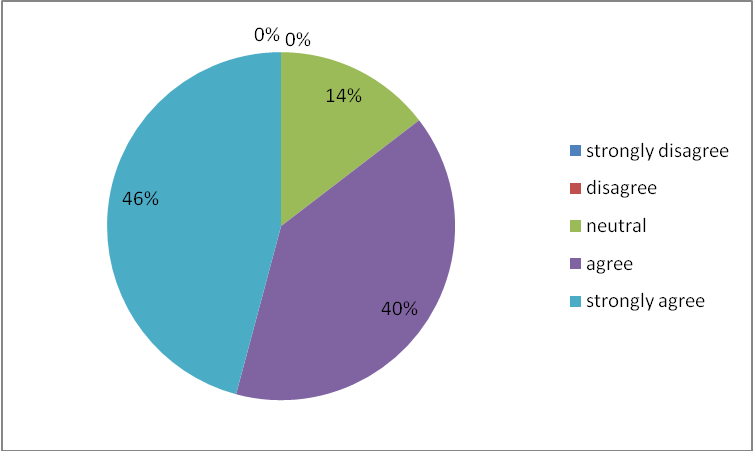 0% 0%
14%
46%
40%
strongly disagree
disagree
neutral
agree
strongly agree